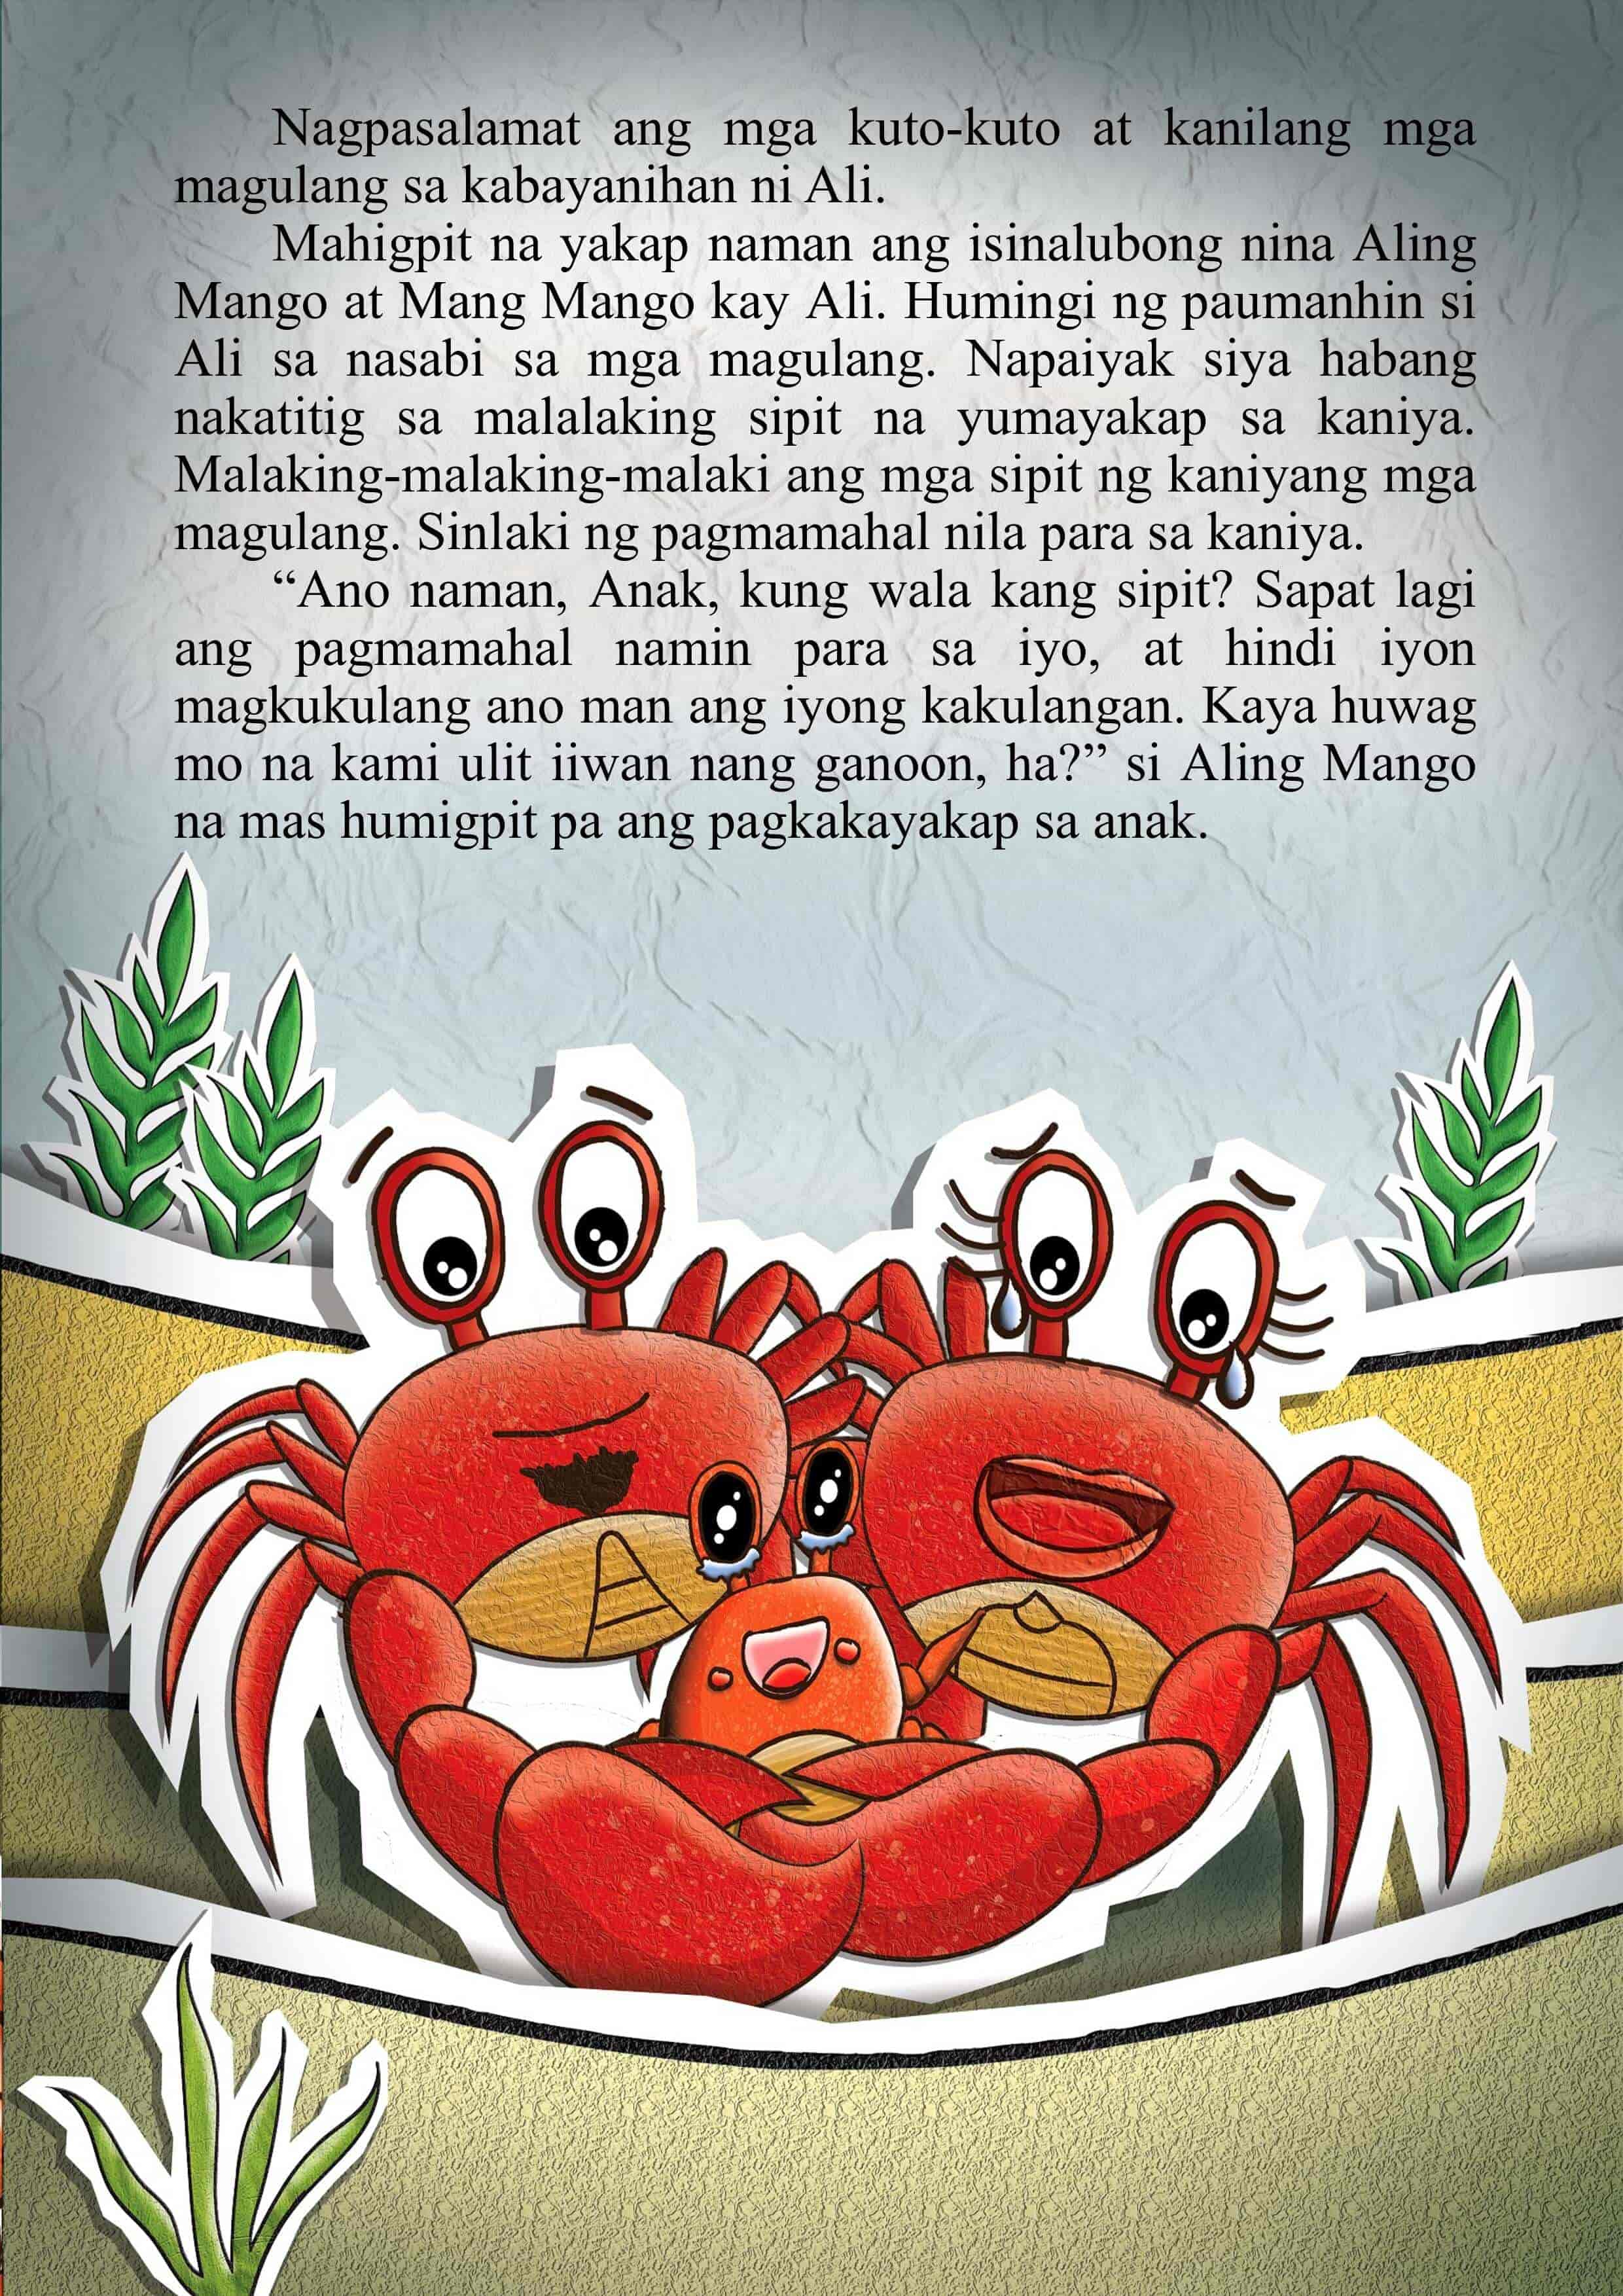 Nagpasalamat ang mga kuto-kuto at kanilang mga
magulang sa kabayanihan ni Ali.
Mahigpit na yakap naman ang isinalubong nina Aling
Mango at Mang Mango kay Ali. Humingi ng paumanhin si
Ali sa nasabi sa mga magulang. Napaiyak siya habang
nakatitig sa malalaking sipit na yumayakap sa kaniya.
Malaking-malaking-malaki ang mga sipit ng kaniyang mga
magulang. Sinlaki ng pagmamahal nila para sa kaniya.
“Ano naman, Anak, kung wala kang sipit? Sapat lagi
ang pagmamahal namin para sa iyo, at hindi iyon
magkukulang ano man ang iyong kakulangan. Kaya huwag
mo na kami ulit iiwan nang ganoon, ha?” si Aling Mango
na mas humigpit pa ang pagkakayakap sa anak.